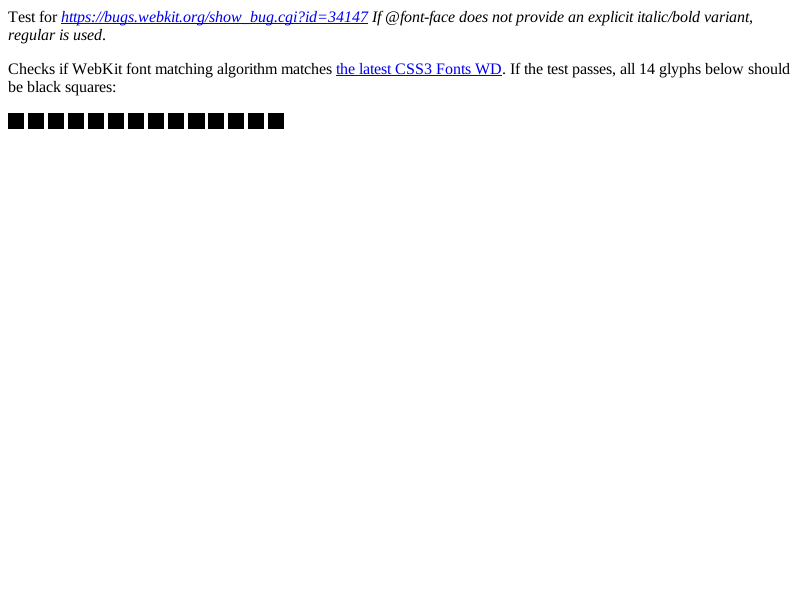 Test for https://bugs.webkit.org/show_bug.cgi?id=34147 If @font-face does not provide an explicit italic/bold variant,
regular is used.
Checks if WebKit font matching algorithm matches the latest CSS3 Fonts WD. If the test passes, all 14 glyphs below should
be black squares: